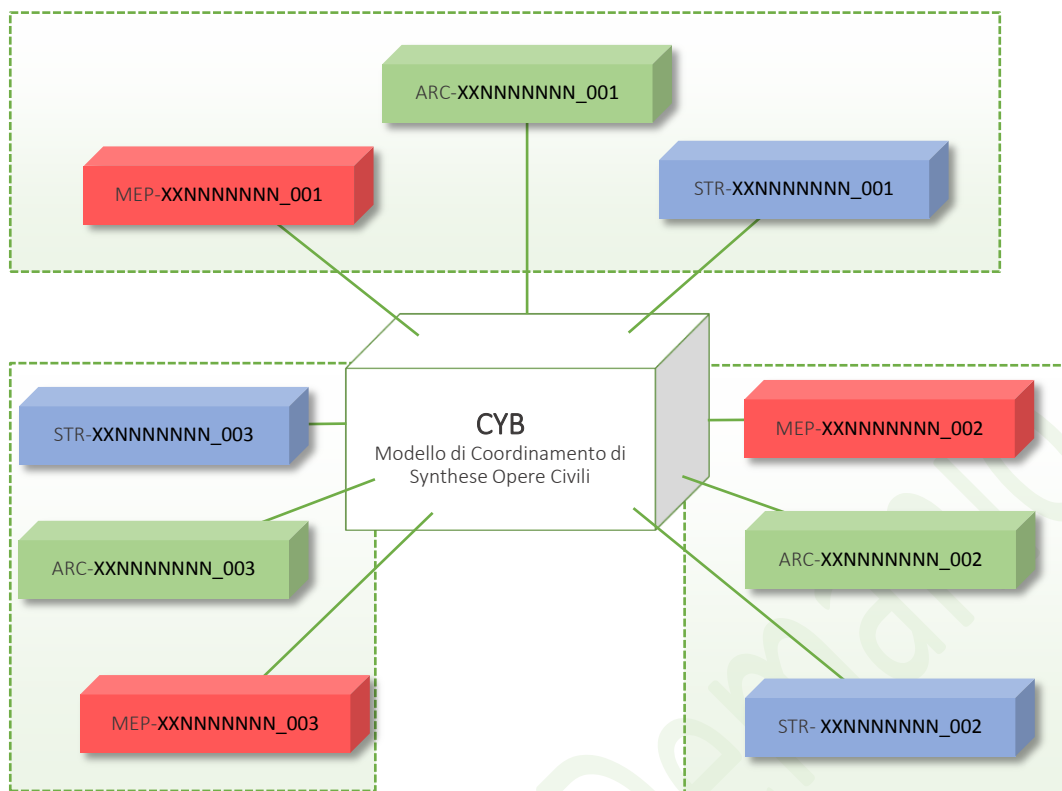 ARC-XXNNNNNNN_001
MEP-XXNNNNNNN_001
STR-XXNNNNNNN_001
STR-XXNNNNNNN_003
CYB
Modello di Coordinamento di
Synthese Opere Civili
MEP-XXNNNNNNN_002
ARC-XXNNNNNNN_003
ARC-XXNNNNNNN_002
MEP-XXNNNNNNN_003
STR- XXNNNNNNN_002